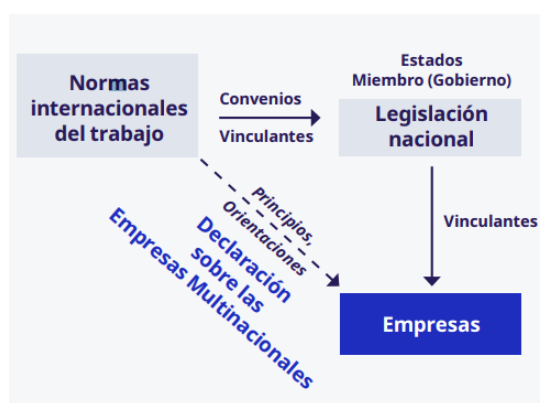 Normas
internacionales
del trabajo
Convenios
Vinculantes
Estados
Miembro (Gobierno)
Legislación
nacional
Vinculantes
Principios,
Orientaciones
Declaración
sobre las
Empresas Multinacionales
Empresas